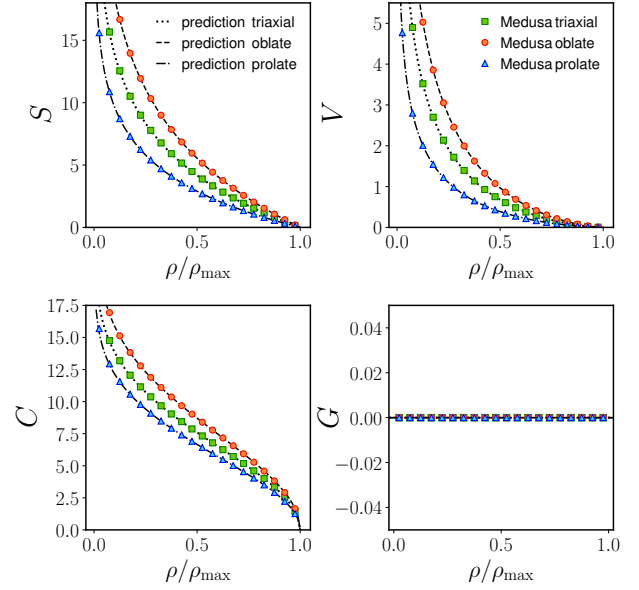 S
15
10
5
0
prediction triaxial
prediction oblate
prediction prolate
0.0 0.5 1.0
ρ/ρmax
V
5
4
3
2
1
0
Medusa triaxial
Medusa oblate
Medusa prolate
0.0 0.5 1.0
ρ/ρmax
C
17.5
15.0
12.5
10.0
7.5
5.0
2.5
0.0
0.0 0.5 1.0
ρ/ρmax
G
0.04
0.02
0.00
−0.02
−0.04
0.0 0.5 1.0
ρ/ρmax